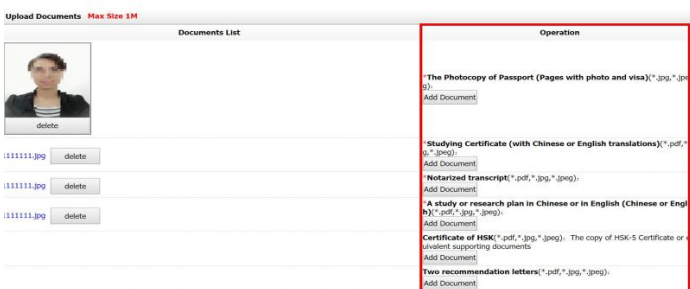 Upload Documents Max Size 1M
Documents List
Operation
delete
*The Photocopy of Passport (Pages with photo and visa)(*.jpg,*.jpe
g):
Add Document
1111111.jpg delete
*Studying Certificate (with Chinese or English translations)(*.pdf,*
g,*.jpeg):
Add Document
1111111.jpg delete
*Notarized transcript(*.pdf,*.jpg,*.jpeg):
Add Document
1111111.jpg delete
*A study or research plan in Chinese or in English (Chinese or Engl
h)(*.pdf,*.jpg,*.jpeg):
Add Document
Certificate of HSK(*.pdf,*.jpg,*.jpeg): The copy of HSK-5 Certificate or e
uivalent supporting documents
Add Document
Two recommendation letters(*.pdf,*.jpg,*.jpeg):
Add Document